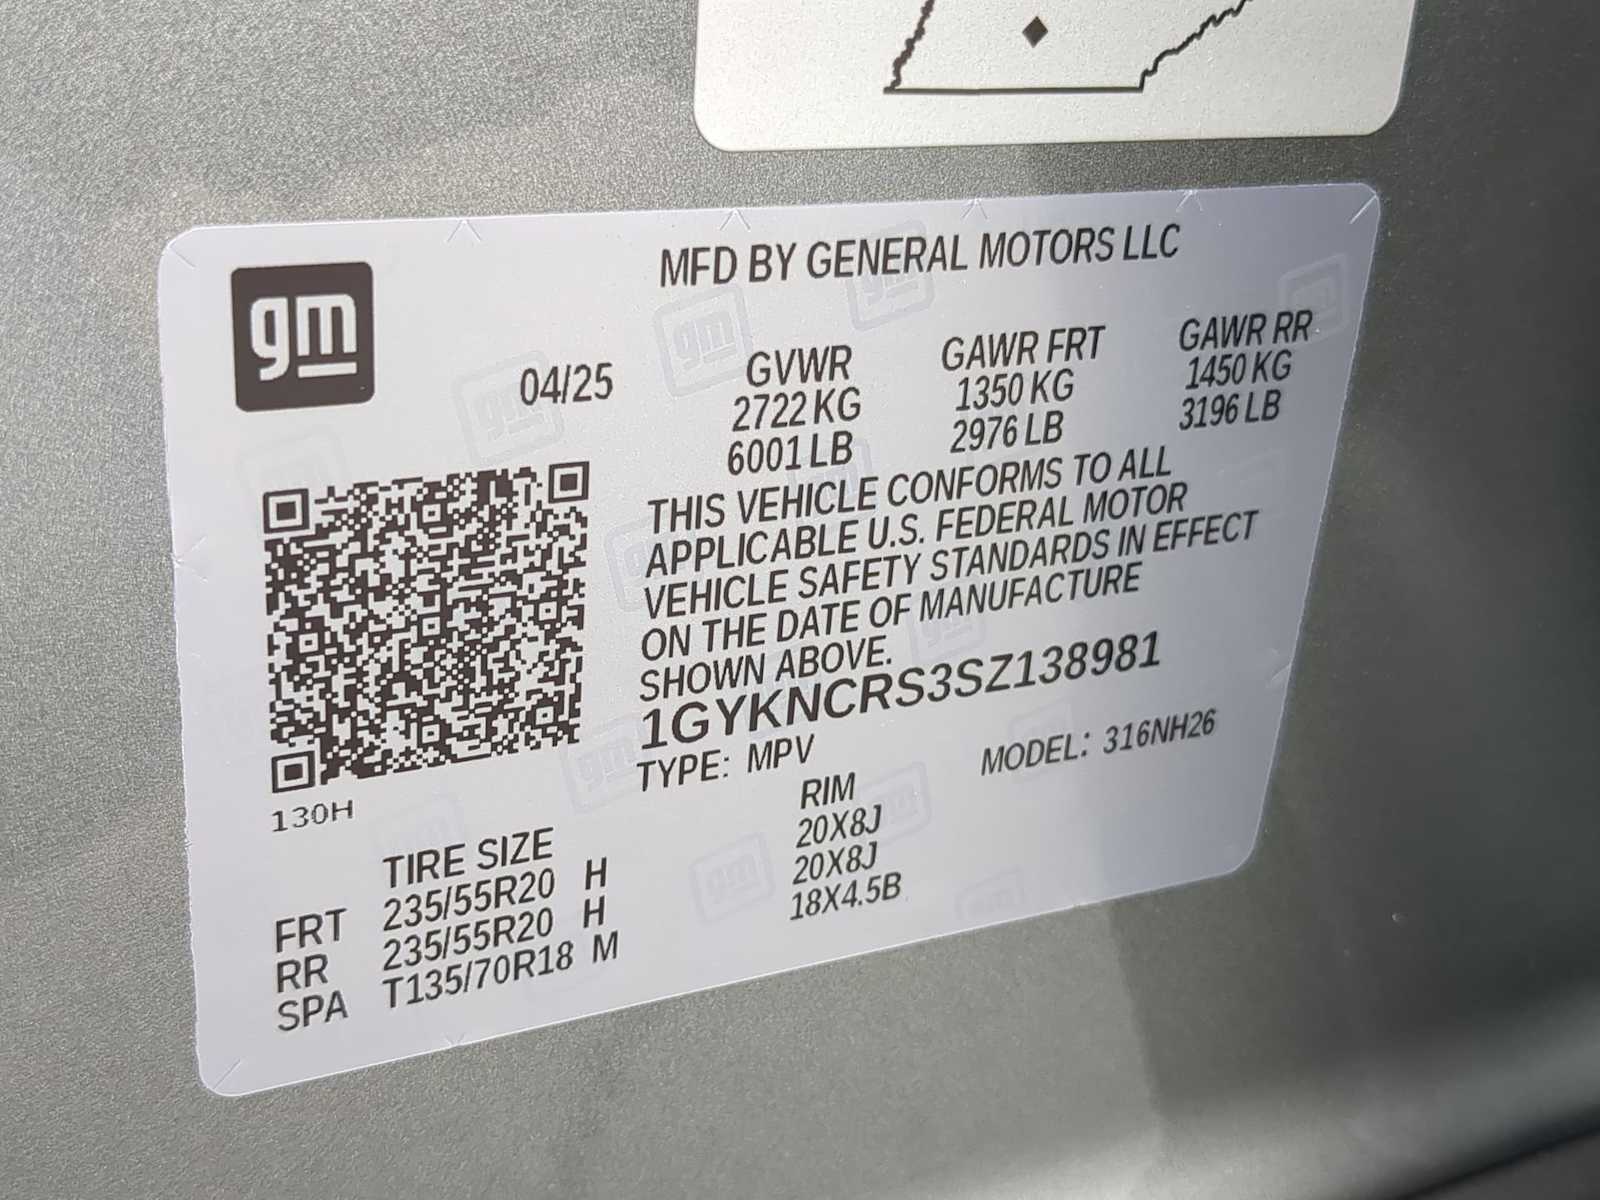 gm
MFD BY GENERAL MOTORS LLC
04/25
GVWR
2722 KG
6001 LB
GAWR FRT
1350 KG
2976 LB
GAWR RR
1450 KG
3196 LB
THIS VEHICLE CONFORMS TO ALL
APPLICABLE U.S. FEDERAL MOTOR
VEHICLE SAFETY STANDARDS IN EFFECT
ON THE DATE OF MANUFACTURE
SHOWN ABOVE.
1GYKNCRS3SZ138981
TYPE: MPV
MODEL: 316NH26
130H
TIRE SIZE
RIM
FRT 235/55R20 H 20X8J
RR 235/55R20 H 20X8J
SPA T135/70R18 M 18X4.5B